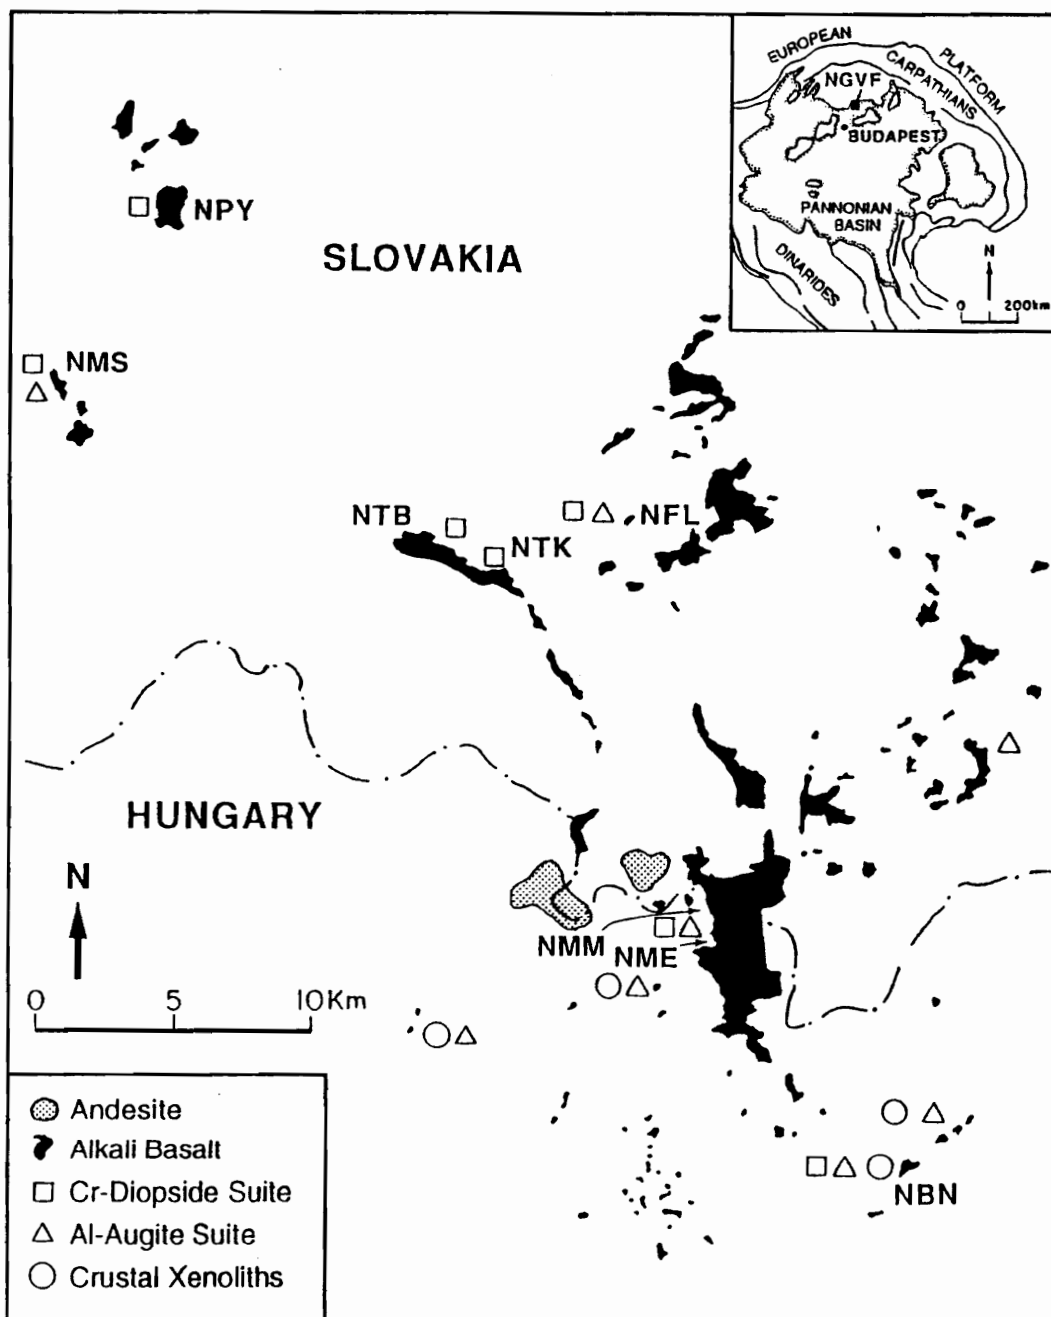 EUROPEAN
PLATFORM
CARPATHIANS
NGVF
BUDAPEST
PANNONIAN
BASIN
DINARIDES
N
0 200km
NPY
SLOVAKIA
NMS
NTB
NFL
NTK
HUNGARY
N
NMM
NME
0 5 10Km
Andesite
Alkali Basalt
Cr-Diopside Suite
Al-Augite Suite
Crustal Xenoliths
NBN